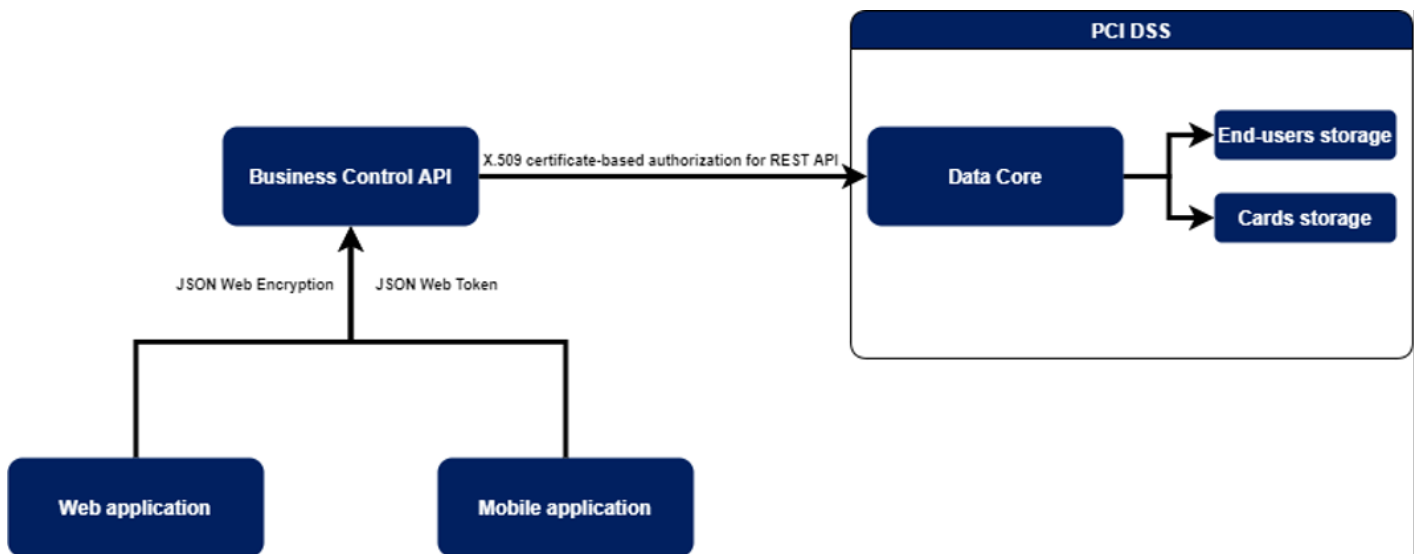 PCI DSS
Business Control API
X.509 certificate-based authorization for REST API
Data Core
End-users storage
Cards storage
JSON Web Encryption
JSON Web Token
Web application
Mobile application